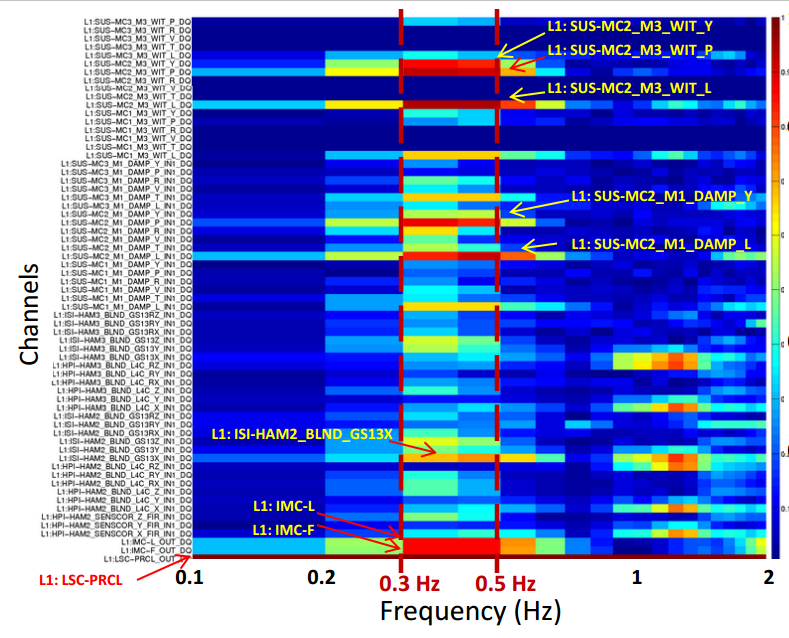 L1:SUS-MC3_M3_WIT_P_DQ
L1:SUS-MC3_M3_WIT_R_DQ
L1:SUS-MC3_M3_WIT_V_DQ
L1:SUS-MC3_M3_WIT_T_DQ
L1:SUS-MC3_M3_WIT_L_DQ
L1:SUS-MC2_M3_WIT_Y_DQ
L1:SUS-MC2_M3_WIT_P_DQ
L1:SUS-MC2_M3_WIT_R_DQ
L1:SUS-MC2_M3_WIT_V_DQ
L1:SUS-MC2_M3_WIT_T_DQ
L1:SUS-MC2_M3_WIT_L_DQ
L1:SUS-MC1_M3_WIT_Y_DQ
L1:SUS-MC1_M3_WIT_P_DQ
L1:SUS-MC1_M3_WIT_R_DQ
L1:SUS-MC1_M3_WIT_V_DQ
L1:SUS-MC1_M3_WIT_T_DQ
L1:SUS-MC1_M3_WIT_L_DQ
L1:SUS-MC3_M1_DAMP_Y_IN1_DQ
L1:SUS-MC3_M1_DAMP_P_IN1_DQ
L1:SUS-MC3_M1_DAMP_R_IN1_DQ
L1:SUS-MC3_M1_DAMP_V_IN1_DQ
L1:SUS-MC3_M1_DAMP_T_IN1_DQ
L1:SUS-MC3_M1_DAMP_L_IN1_DQ
L1:SUS-MC2_M1_DAMP_Y_IN1_DQ
L1:SUS-MC2_M1_DAMP_P_IN1_DQ
L1:SUS-MC2_M1_DAMP_R_IN1_DQ
L1:SUS-MC2_M1_DAMP_V_IN1_DQ
L1:SUS-MC2_M1_DAMP_T_IN1_DQ
L1:SUS-MC2_M1_DAMP_L_IN1_DQ
L1:SUS-MC1_M1_DAMP_Y_IN1_DQ
L1:SUS-MC1_M1_DAMP_P_IN1_DQ
L1:SUS-MC1_M1_DAMP_R_IN1_DQ
L1:SUS-MC1_M1_DAMP_V_IN1_DQ
L1:SUS-MC1_M1_DAMP_T_IN1_DQ
L1:SUS-MC1_M1_DAMP_L_IN1_DQ
L1:ISI-HAM3_BLND_GS13RZ_IN1_DQ
L1:ISI-HAM3_BLND_GS13RY_IN1_DQ
L1:ISI-HAM3_BLND_GS13RX_IN1_DQ
L1:ISI-HAM3_BLND_GS13Z_IN1_DQ
L1:ISI-HAM3_BLND_GS13Y_IN1_DQ
L1:ISI-HAM3_BLND_GS13X_IN1_DQ
L1:HPI-HAM3_BLND_L4C_RZ_IN1_DQ
L1:HPI-HAM3_BLND_L4C_RY_IN1_DQ
L1:HPI-HAM3_BLND_L4C_RX_IN1_DQ
L1:HPI-HAM3_BLND_L4C_Z_IN1_DQ
L1:HPI-HAM3_BLND_L4C_Y_IN1_DQ
L1:HPI-HAM3_BLND_L4C_X_IN1_DQ
L1:ISI-HAM2_BLND_GS13RZ_IN1_DQ
L1:ISI-HAM2_BLND_GS13RY_IN1_DQ
L1:ISI-HAM2_BLND_GS13RX_IN1_DQ
L1:ISI-HAM2_BLND_GS13Z_IN1_DQ
L1:ISI-HAM2_BLND_GS13Y_IN1_DQ
L1:ISI-HAM2_BLND_GS13X_IN1_DQ
L1:HPI-HAM2_BLND_L4C_RZ_IN1_DQ
L1:HPI-HAM2_BLND_L4C_RY_IN1_DQ
L1:HPI-HAM2_BLND_L4C_RX_IN1_DQ
L1:HPI-HAM2_BLND_L4C_Z_IN1_DQ
L1:HPI-HAM2_BLND_L4C_Y_IN1_DQ
L1:HPI-HAM2_BLND_L4C_X_IN1_DQ
L1:HPI-HAM2_SENSCOR_Z_FIR_IN1_DQ
L1:HPI-HAM2_SENSCOR_Y_FIR_IN1_DQ
L1:HPI-HAM2_SENSCOR_X_FIR_IN1_DQ
L1:IMC-L_OUT_DQ
L1:IMC-F_OUT_DQ
L1:LSC-PRCL_OUT_DQ
Channels
L1: SUS-MC2_M3_WIT_Y
L1: SUS-MC2_M3_WIT_P
L1: SUS-MC2_M3_WIT_L
L1: SUS-MC2_M1_DAMP_Y
L1: SUS-MC2_M1_DAMP_L
L1: ISI-HAM2_BLND_GS13X
L1: IMC-L
L1: IMC-F
L1: LSC-PRCL
0.1 0.2 0.3 Hz 0.5 Hz 1 2
Frequency (Hz)